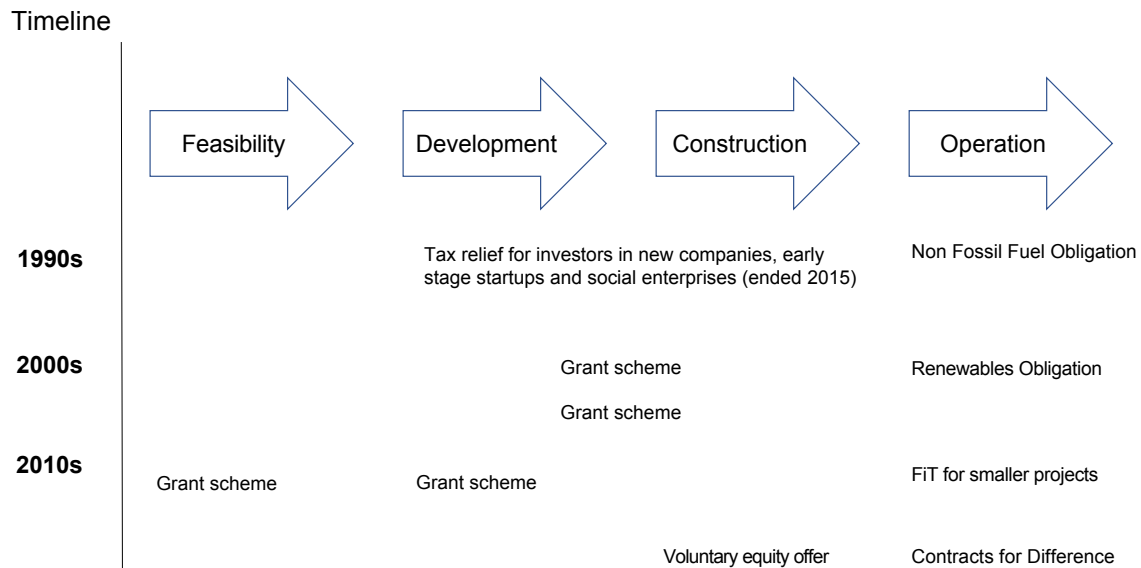 Timeline
Feasibility
Development
Construction
Operation
1990s
Tax relief for investors in new companies, early
stage startups and social enterprises (ended 2015)
Non Fossil Fuel Obligation
2000s
Grant scheme
Renewables Obligation
Grant scheme
2010s
Grant scheme
Grant scheme
FiT for smaller projects
Voluntary equity offer
Contracts for Difference